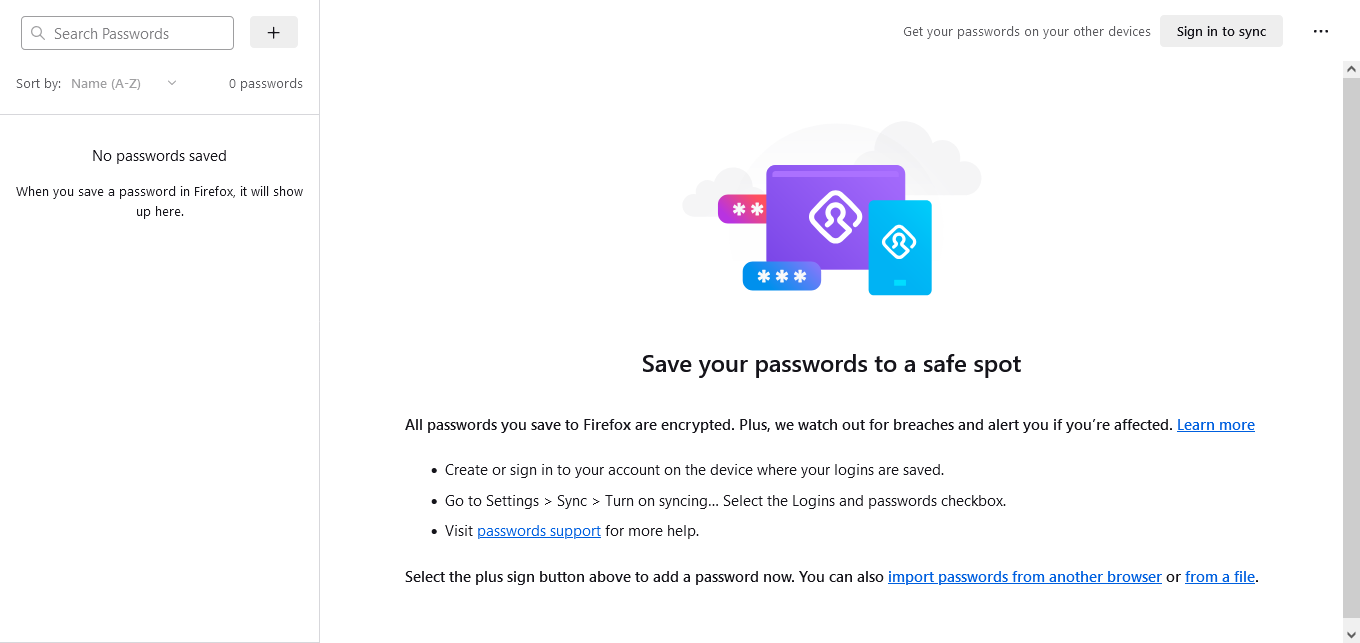 Search Passwords
Get your passwords on your other devices
Sign in to sync
Sort by: Name (A-Z)
0 passwords
No passwords saved
When you save a password in Firefox, it will show
up here.
Save your passwords to a safe spot
All passwords you save to Firefox are encrypted. Plus, we watch out for breaches and alert you if you’re affected. Learn more
• Create or sign in to your account on the device where your logins are saved.
• Go to Settings > Sync > Turn on syncing… Select the Logins and passwords checkbox.
• Visit passwords support for more help.
Select the plus sign button above to add a password now. You can also import passwords from another browser or from a file.